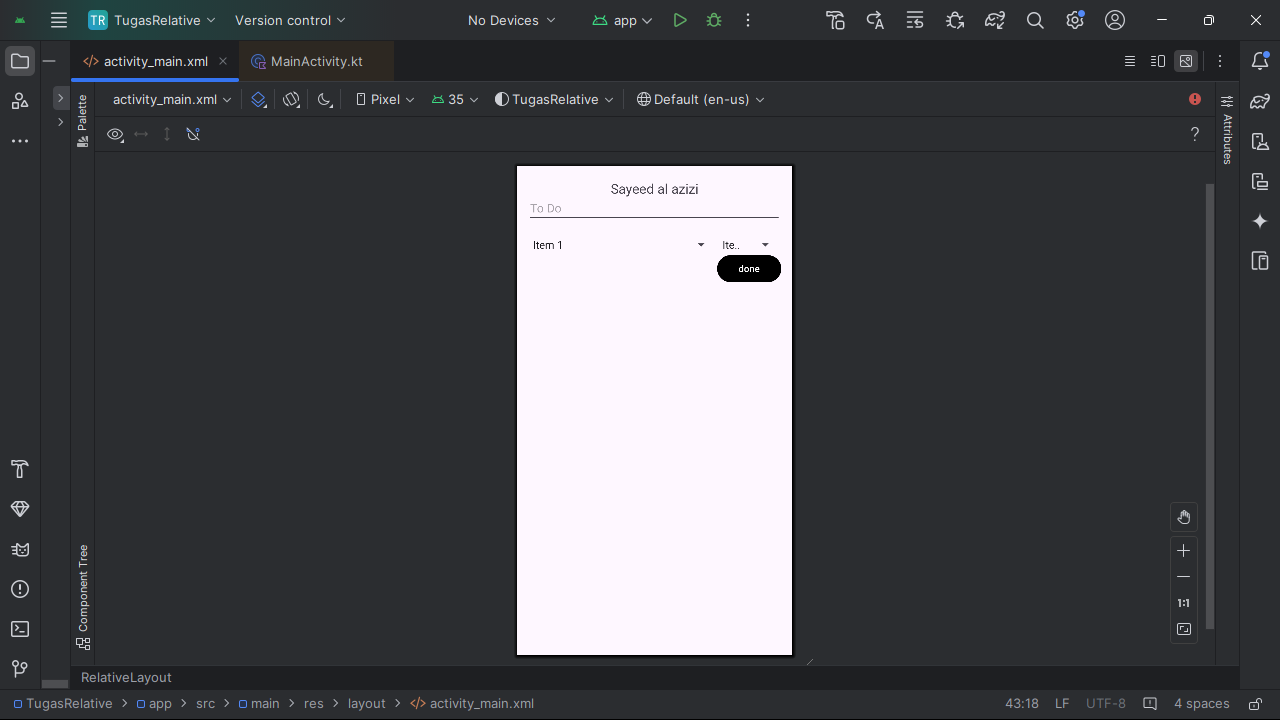 TR TugasRelative Version control No Devices app
activity_main.xml MainActivity.kt
activity_main.xml Pixel 35 TugasRelative Default (en-us)
Palette
Attributes
?
Sayeed al azizi
To Do
Item 1 Ite..
done
1:1
Component Tree
RelativeLayout
TugasRelative app src main res layout activity_main.xml 43:18 LF UTF-8 4 spaces